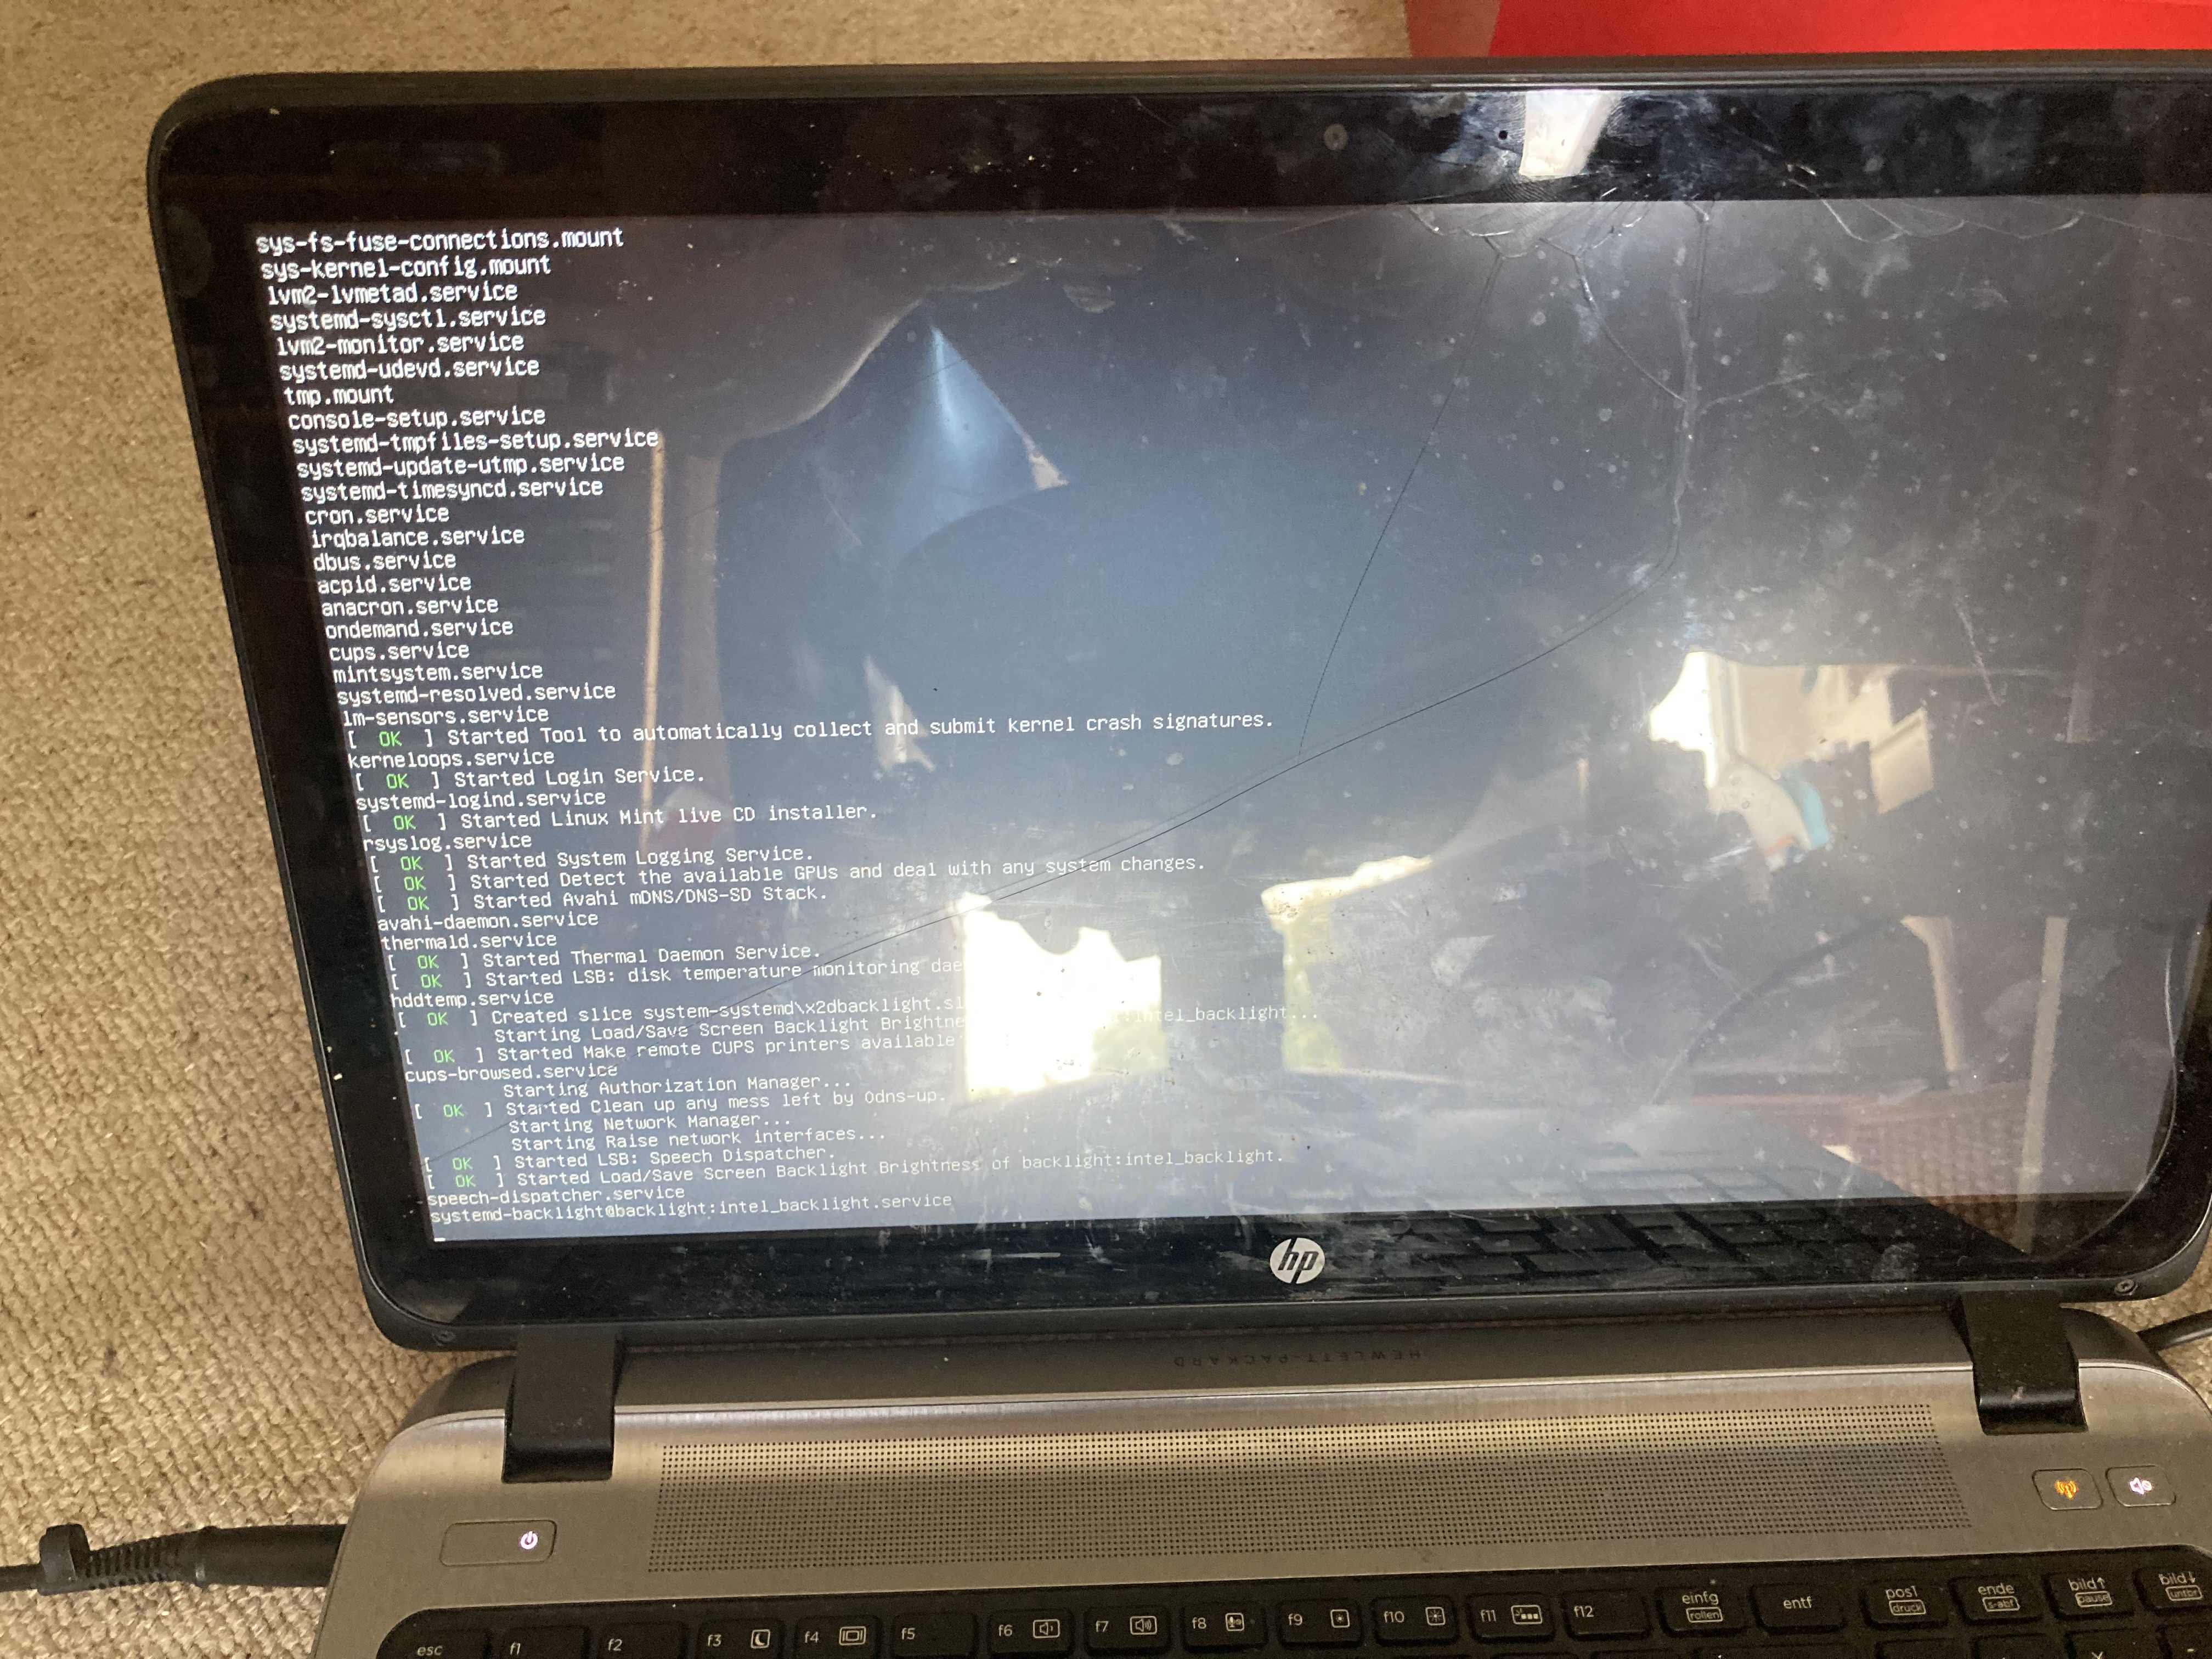 sys-fs-fuse-connections.mount
sys-kernel-config.mount
lvm2-lvmetad.service
systemd-sysctl.service
lvm2-monitor.service
systemd-udevd.service
tmp.mount
console-setup.service
systemd-tmpfiles-setup.service
systemd-update-utmp.service
systemd-timesyncd.service
cron.service
irqbalance.service
dbus.service
acpid.service
anacron.service
ondemand.service
cups.service
mintsystem.service
systemd-resolved.service
lm-sensors.service
[ OK ] Started Tool to automatically collect and submit kernel crash signatures.
kerneloops.service
[ OK ] Started Login Service.
systemd-logind.service
[ OK ] Started Linux Mint live CD installer.
rsyslog.service
[ OK ] Started System Logging Service.
[ OK ] Started Detect the available GPUs and deal with any system changes.
[ OK ] Started Avahi mDNS/DNS-SD Stack.
avahi-daemon.service
thermald.service
[ OK ] Started Thermal Daemon Service.
[ OK ] Started LSB: disk temperature monitoring
hddtemp.service
[ OK ] Created slice system-systemd\x2dbacklight.
Starting Load/Save Screen Backlight intel_backlight...
[ OK ] Started Make remote CUPS printers available
cups-browsed.service
Starting Authorization Manager...
[ OK ] Started Clean up any mess left by 0dns-up.
Starting Network Manager...
Starting Raise network interfaces...
[ OK ] Started LSB: Speech Dispatcher.
[ OK ] Started Load/Save Screen Backlight Brightness of backlight:intel_backlight.
speech-dispatcher.service
systemd-backlight@backlight:intel_backlight.service
hp
HEWLETT PACKARD
esc f1 f2 f3 f4 f5 f6 f7 f8 f9 f10 f11 f12 einfg rollen entf pos1 druck ende s-abf bild↑ pause bild↓ untbr